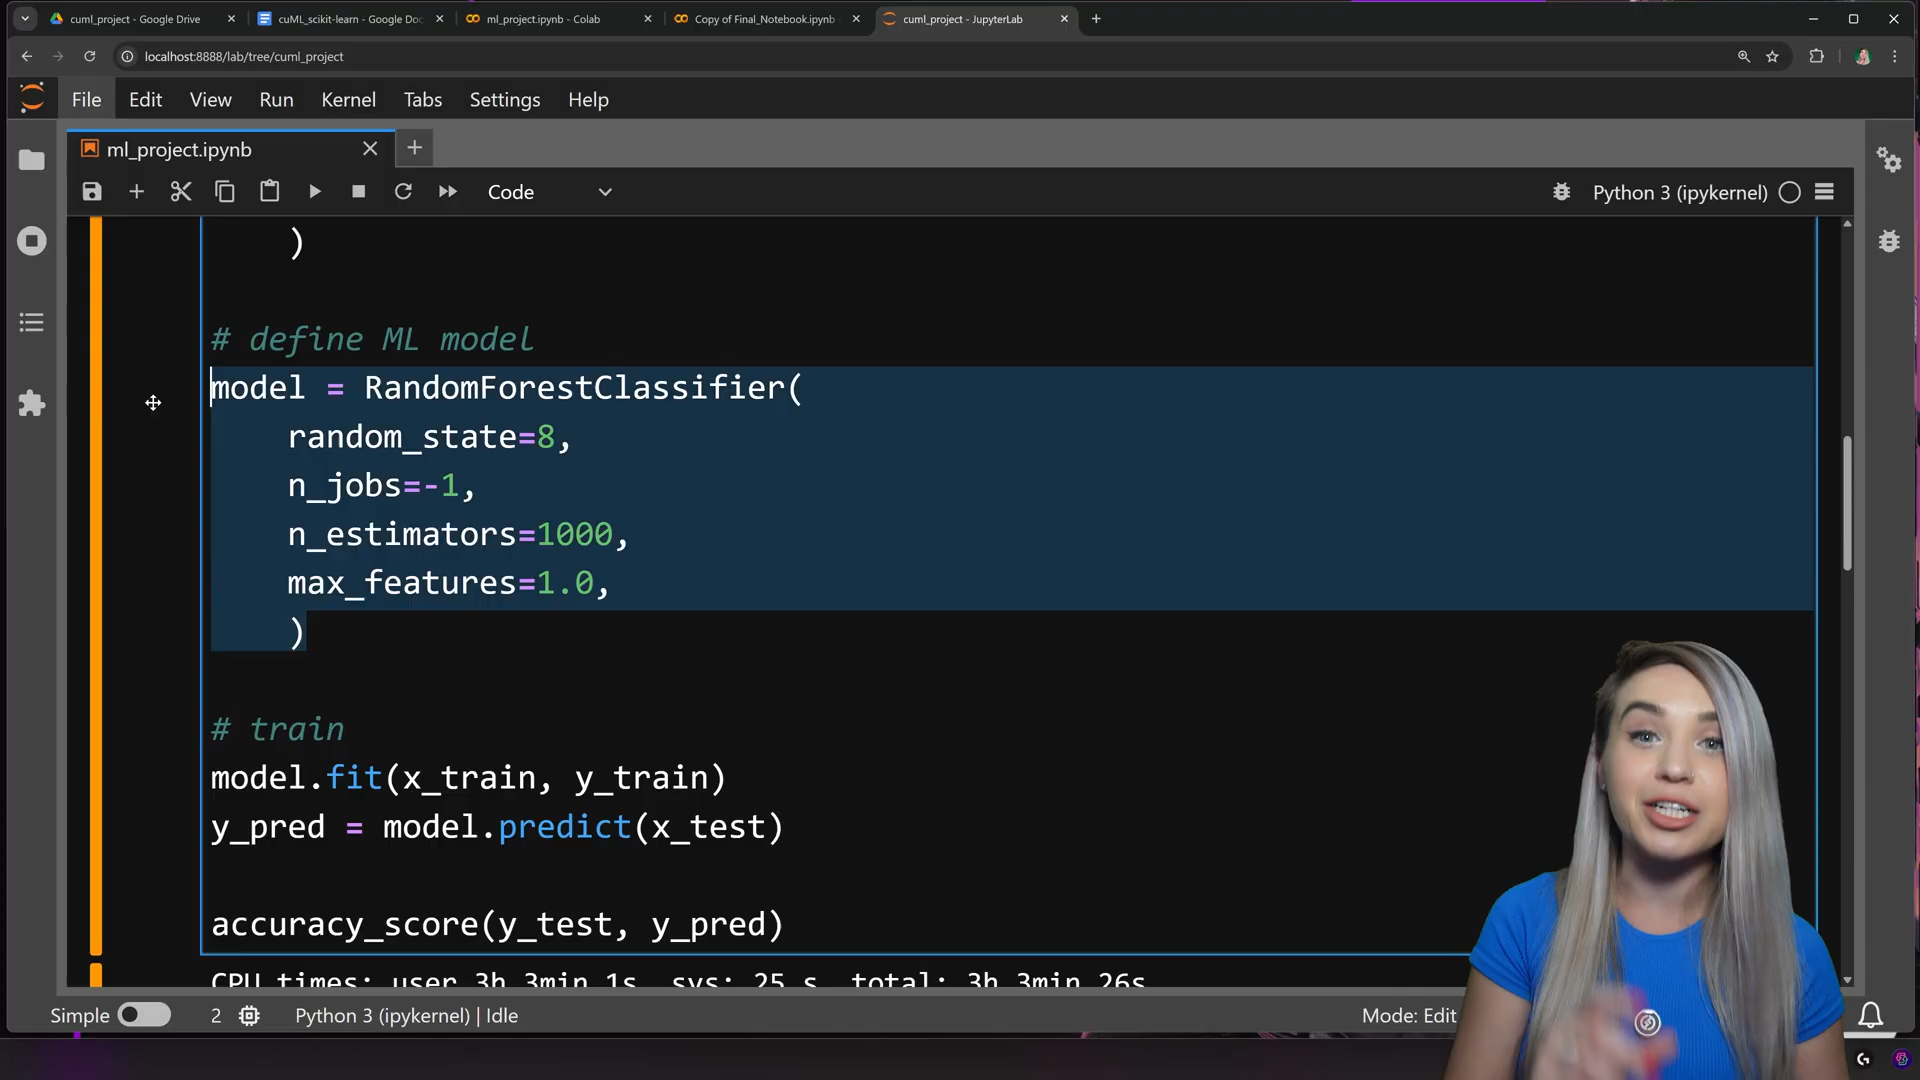 cuml_project - Google Drive
cuML_scikit-learn - Google Doc
ml_project.ipynb - Colab
Copy of Final_Notebook.ipynb
cuml_project - JupyterLab
localhost:8888/lab/tree/cuml_project
File Edit View Run Kernel Tabs Settings Help
ml_project.ipynb
Code
Python 3 (ipykernel)
)
# define ML model
model = RandomForestClassifier(
random_state=8,
n_jobs=-1,
n_estimators=1000,
max_features=1.0,
)
# train
model.fit(x_train, y_train)
y_pred = model.predict(x_test)
accuracy_score(y_test, y_pred)
CPU times: user 3h 3min 1s, sys: 25 s, total: 3h 3min 26s
Simple 2 Python 3 (ipykernel) | Idle Mode: Edit